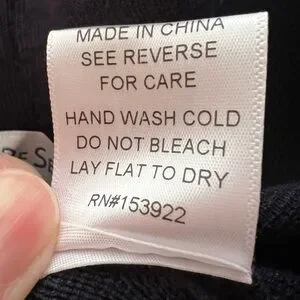 MADE IN CHINA
SEE REVERSE
FOR CARE
HAND WASH COLD
DO NOT BLEACH
LAY FLAT TO DRY
RN#153922